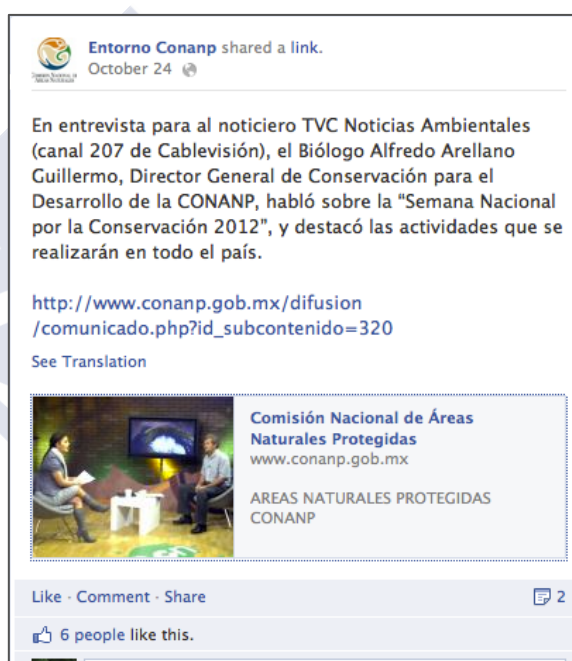 Entorno Conanp shared a link.
October 24
En entrevista para al noticiero TVC Noticias Ambientales
(canal 207 de Cablevisión), el Biólogo Alfredo Arellano
Guillermo, Director General de Conservación para el
Desarrollo de la CONANP, habló sobre la “Semana Nacional
por la Conservación 2012”, y destacó las actividades que se
realizarán en todo el país.
http://www.conanp.gob.mx/difusion
/comunicado.php?id_subcontenido=320
See Translation
Comisión Nacional de Áreas
Naturales Protegidas
www.conanp.gob.mx
AREAS NATURALES PROTEGIDAS
CONANP
Like · Comment · Share
2
6 people like this.